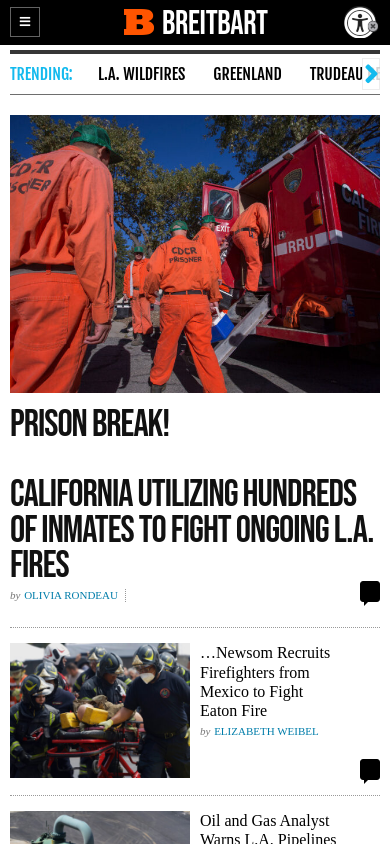 BREITBART
TRENDING:
L.A. WILDFIRES
GREENLAND
TRUDEAU
CDCR
PRISONER
CAL
EXIT
RRU
CDCR
PRISONER
PRISON BREAK!
CALIFORNIA UTILIZING HUNDREDS
OF INMATES TO FIGHT ONGOING L.A.
FIRES
by OLIVIA RONDEAU
…Newsom Recruits
Firefighters from
Mexico to Fight
Eaton Fire
by ELIZABETH WEIBEL
Oil and Gas Analyst
Warns L.A. Pipelines